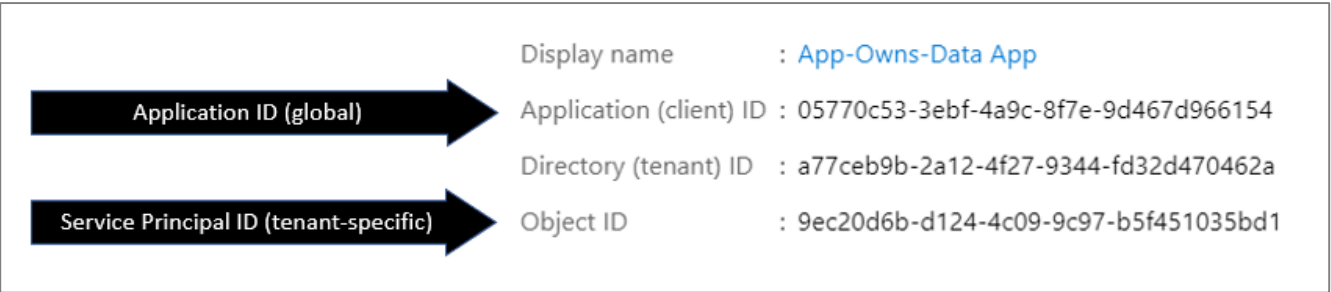 Display name : App-Owns-Data App
Application ID (global) Application (client) ID : 05770c53-3ebf-4a9c-8f7e-9d467d966154
Directory (tenant) ID : a77ceb9b-2a12-4f27-9344-fd32d470462a
Service Principal ID (tenant-specific) Object ID : 9ec20d6b-d124-4c09-9c97-b5f451035bd1